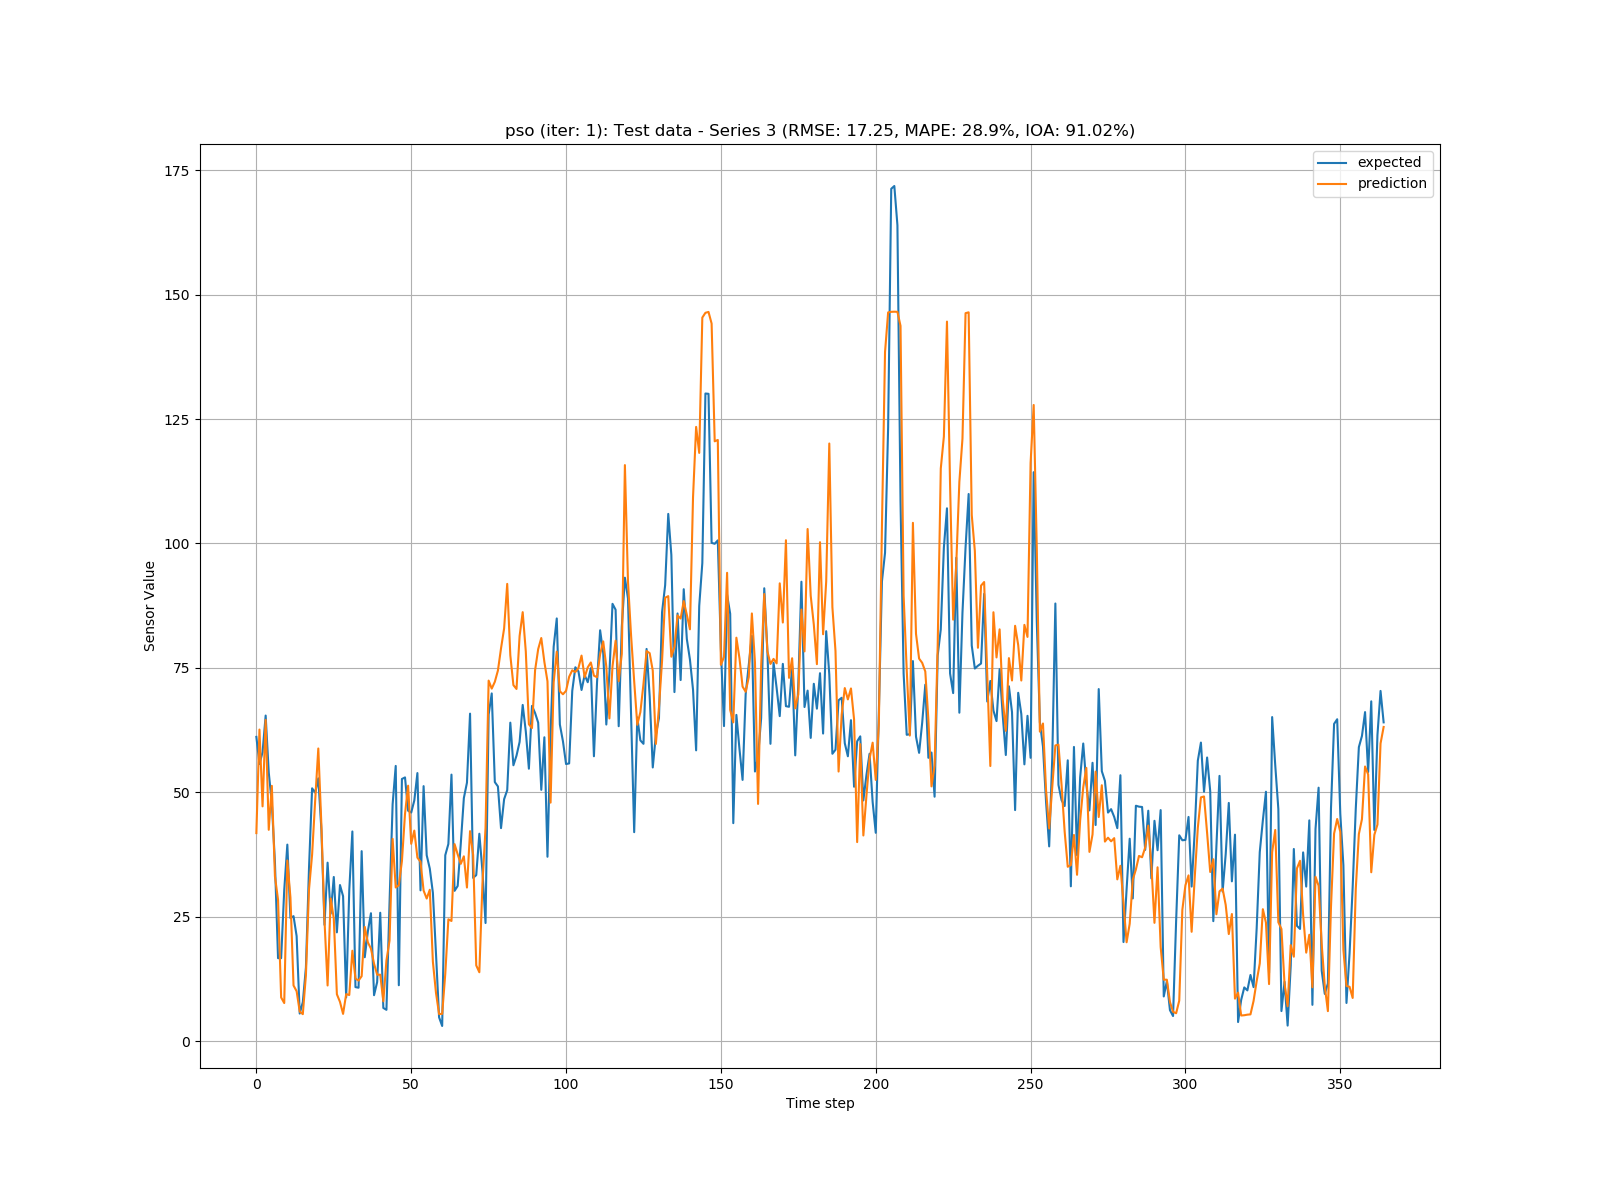 pso (iter: 1): Test data - Series 3 (RMSE: 17.25, MAPE: 28.9%, IOA: 91.02%)
expected
prediction
175
150
125
100
75
50
25
0
Sensor Value
0 50 100 150 200 250 300 350
Time step